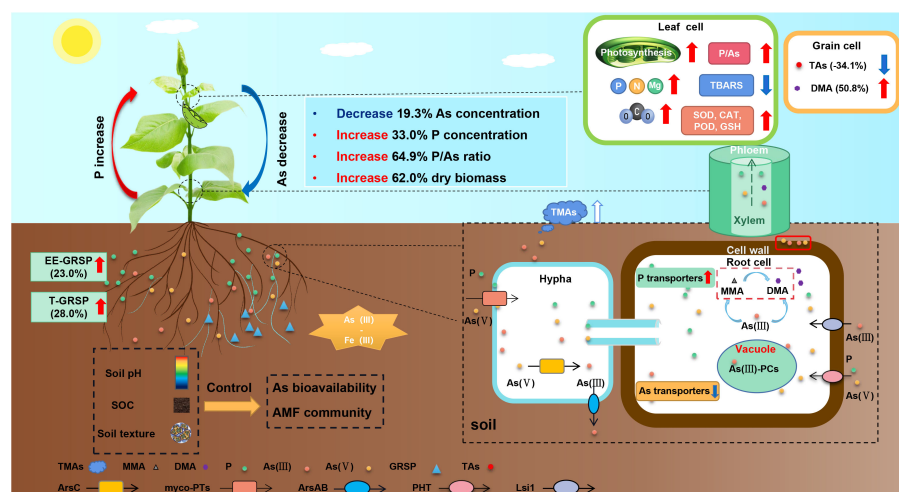 Leaf cell
Photosynthesis
P/As
P N Mg
TBARS
O C O
SOD, CAT,
POD, GSH
Grain cell
TAs (-34.1%)
DMA (50.8%)
P increase
As decrease
• Decrease 19.3% As concentration
• Increase 33.0% P concentration
• Increase 64.9% P/As ratio
• Increase 62.0% dry biomass
Phloem
Xylem
TMAs
EE-GRSP
(23.0%)
T-GRSP
(28.0%)
As (III)
-
Fe (III)
Soil pH
SOC
Soil texture
Control
As bioavailability
AMF community
P
As(Ⅴ)
Hypha
As(Ⅴ)
As(Ⅲ)
soil
Cell wall
Root cell
P transporters
MMA
DMA
As(Ⅲ)
Vacuole
As(Ⅲ)-PCs
As transporters
As(Ⅲ)
P
As(Ⅴ)
TMAs MMA DMA P As(Ⅲ) As(Ⅴ) GRSP TAs
ArsC myco-PTs ArsAB PHT Lsi1